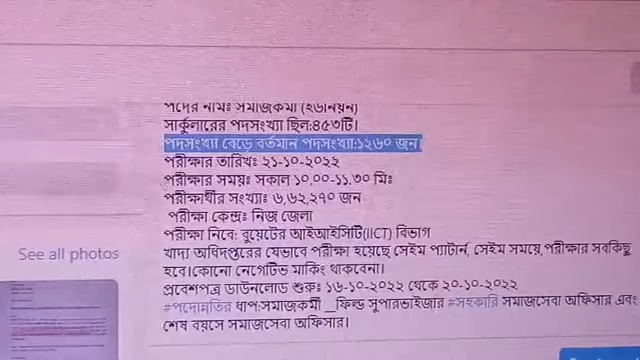 পদের নামঃ সমাজকর্মী (ইউনিয়ন)
সার্কুলারের পদসংখ্যা ছিল:৪৫৩টি।
পদসংখ্যা বেড়ে বর্তমান পদসংখ্যা:১২৬০ জন।
পরীক্ষার তারিখঃ ২১-১০-২০২২
পরীক্ষার সময়ঃ সকাল ১০.০০-১১.৩০ মিঃ
পরীক্ষার্থীর সংখ্যাঃ ৬,৬২,২৭০ জন
পরীক্ষা কেন্দ্রঃ নিজ জেলা
পরীক্ষা নিবে: বুয়েটের আইআইসিটি(IICT) বিভাগ
খাদ্য অধিদপ্তরের যেভাবে পরীক্ষা হয়েছে সেইম প্যাটার্ন, সেইম সময়ে,পরীক্ষার সবকিছু
হবে।কোনো নেগেটিভ মার্কিং থাকবেনা।
প্রবেশপত্র ডাউনলোড শুরুঃ ১৬-১০-২০২২ থেকে ২০-১০-২০২২
See all photos
#পদোন্নতির ধাপ:সমাজকর্মী __ফিল্ড সুপারভাইজার #সহকারি সমাজসেবা অফিসার এবং
শেষ বয়সে সমাজসেবা অফিসার।